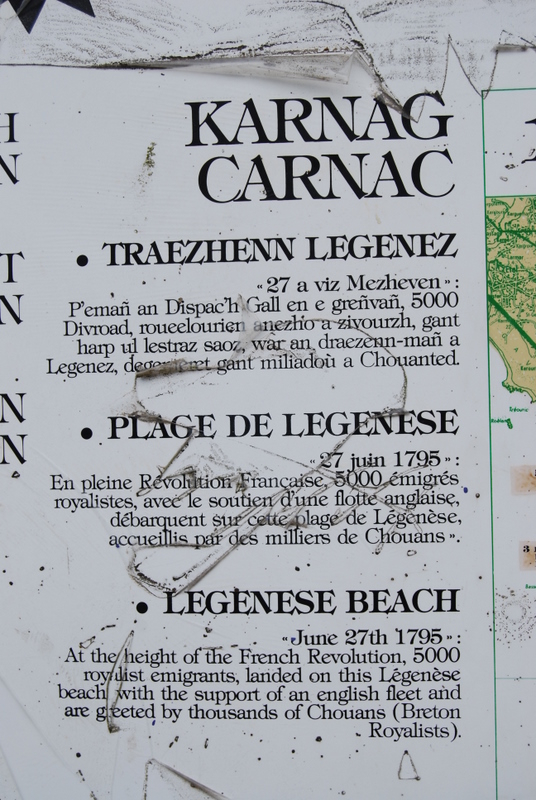 KARNAG
CARNAC
• TRAEZHENN LEGENEZ
« 27 a viz Mezheven » :
P'emañ an Dispac'h Gall en e greñvañ, 5000
Divroad, roueelourien anezho a-zivourzh, gant
harp ul lestraz saoz, war an draezenn-mañ a
Legenez, gant miliadoù a Chouanted.
• PLAGE DE LEGENESE
« 27 juin 1795 » :
En pleine Révolution Française, 5000 émigrés
royalistes, avec le soutien d'une flotte anglaise,
débarquent sur cette plage de Légenèse,
accueillis par des milliers de Chouans ».
• LEGENESE BEACH
« June 27th 1795 » :
At the height of the French Revolution, 5000
royalist emigrants, landed on this Légenèse
beach with the support of an english fleet and
are greeted by thousands of Chouans (Breton
Royalists).